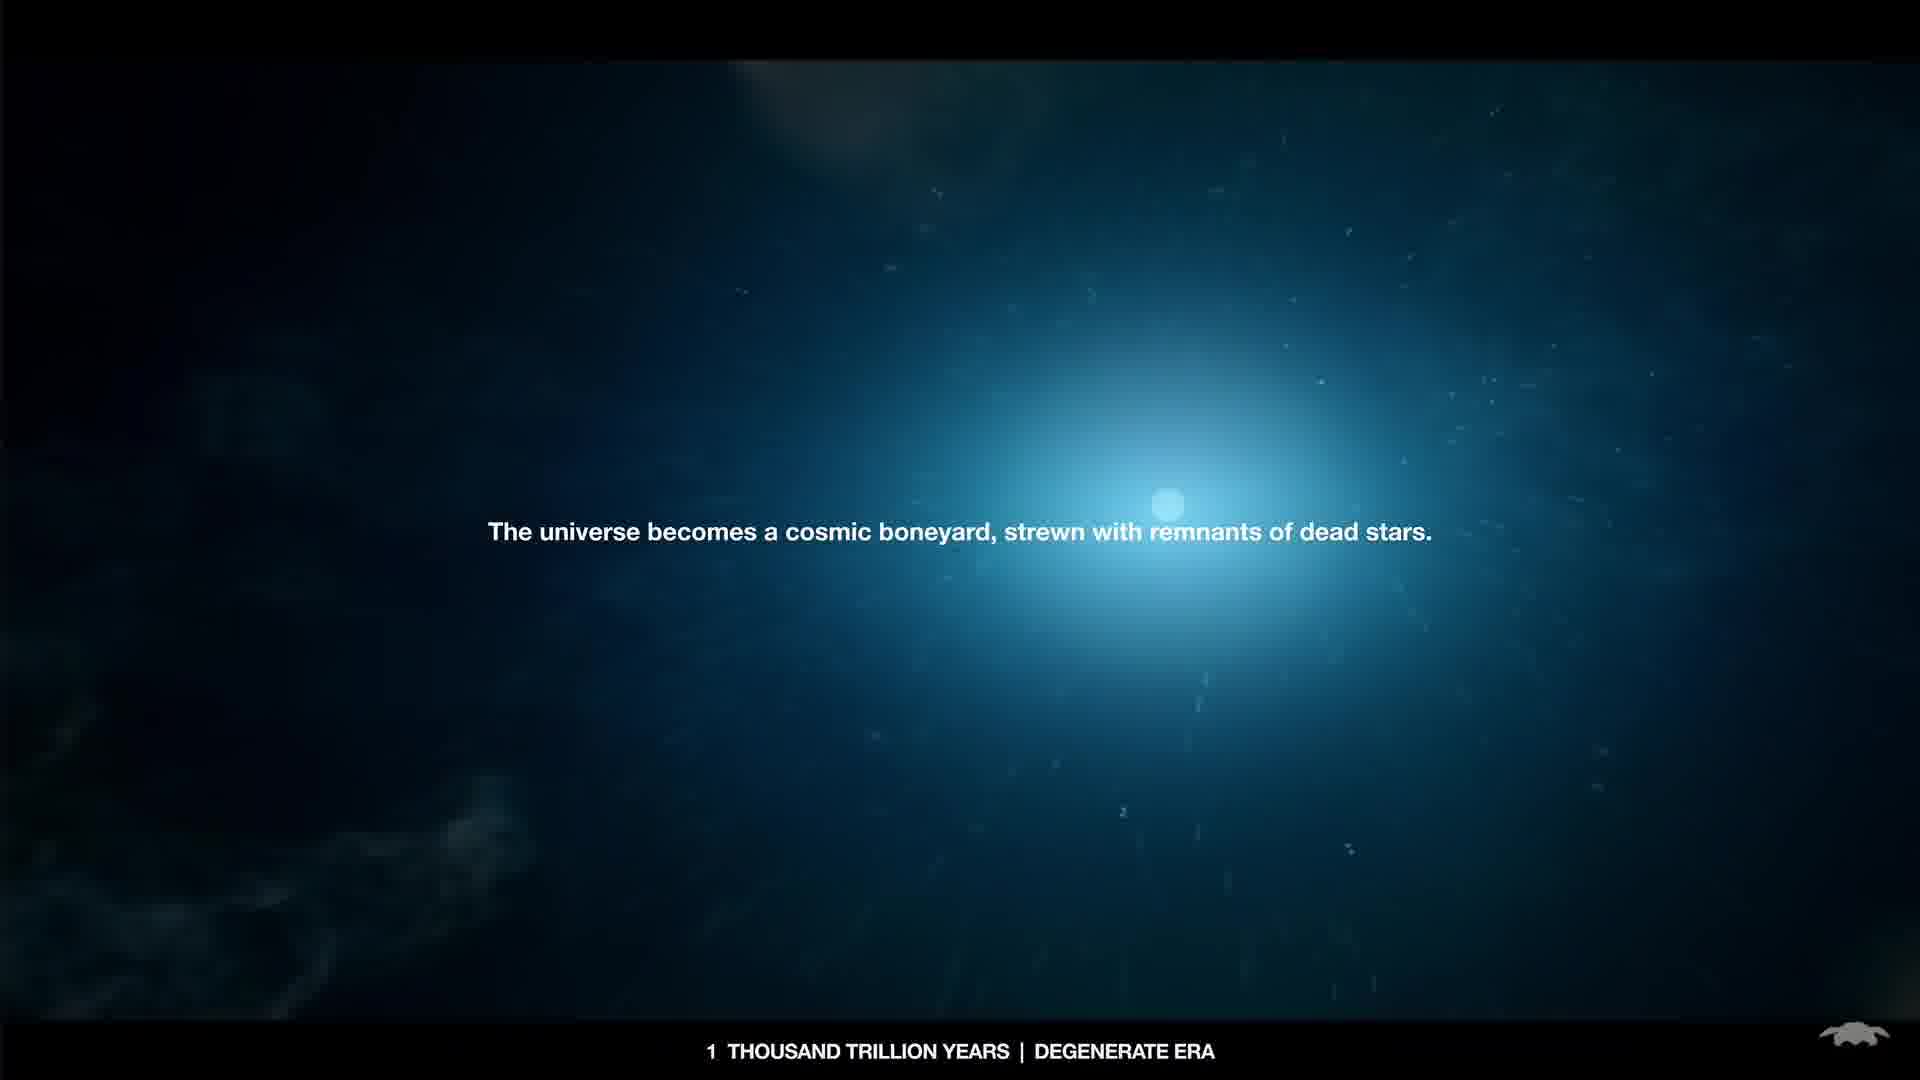 The universe becomes a cosmic boneyard, strewn with remnants of dead stars.
1 THOUSAND TRILLION YEARS | DEGENERATE ERA